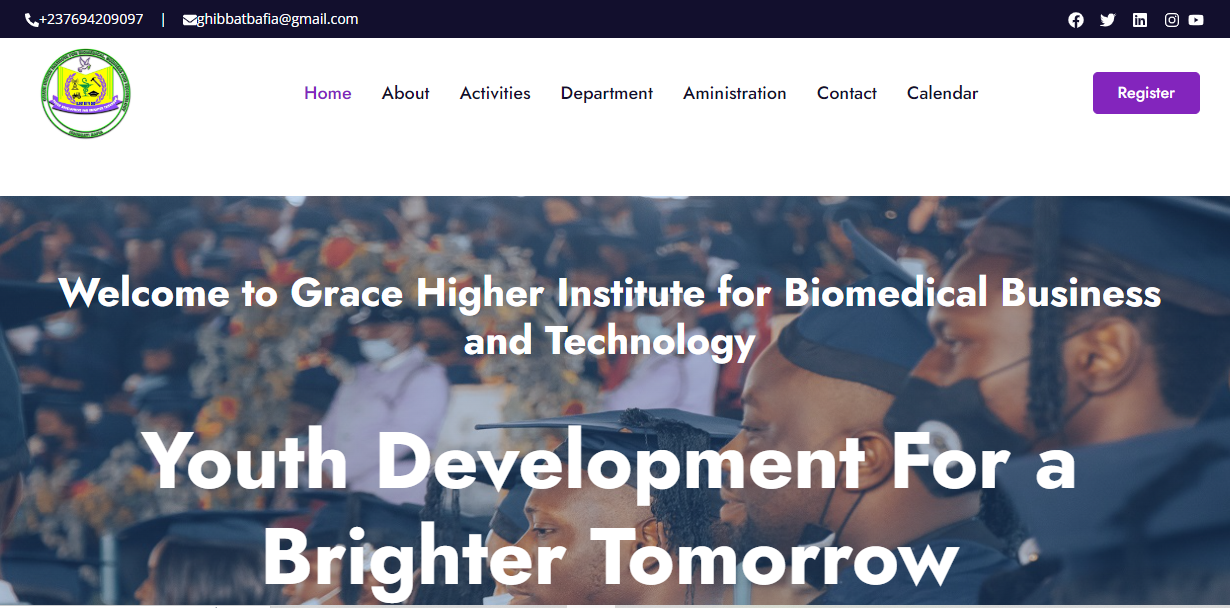 +237694209097 | ghibbatbafia@gmail.com
Home About Activities Department Aministration Contact Calendar Register
Welcome to Grace Higher Institute for Biomedical Business
and Technology
Youth Development For a
Brighter Tomorrow